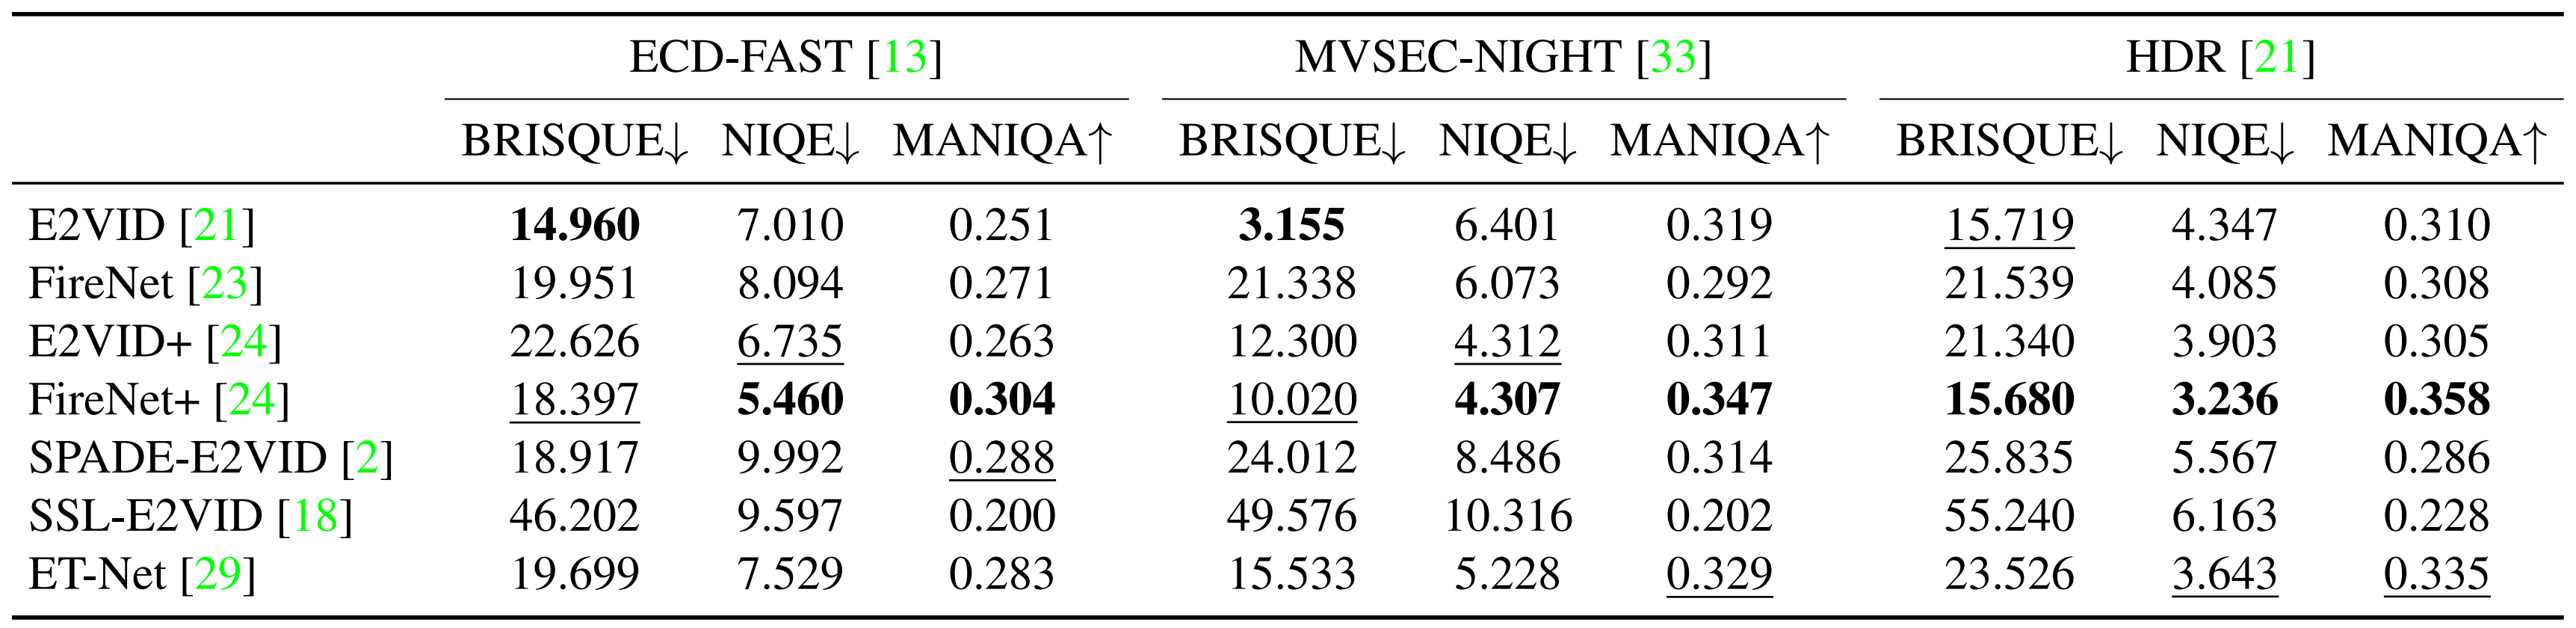 ECD-FAST [13] MVSEC-NIGHT [33] HDR [21]
BRISQUE↓ NIQE↓ MANIQA↑ BRISQUE↓ NIQE↓ MANIQA↑ BRISQUE↓ NIQE↓ MANIQA↑
E2VID [21] 14.960 7.010 0.251 3.155 6.401 0.319 15.719 4.347 0.310
FireNet [23] 19.951 8.094 0.271 21.338 6.073 0.292 21.539 4.085 0.308
E2VID+ [24] 22.626 6.735 0.263 12.300 4.312 0.311 21.340 3.903 0.305
FireNet+ [24] 18.397 5.460 0.304 10.020 4.307 0.347 15.680 3.236 0.358
SPADE-E2VID [2] 18.917 9.992 0.288 24.012 8.486 0.314 25.835 5.567 0.286
SSL-E2VID [18] 46.202 9.597 0.200 49.576 10.316 0.202 55.240 6.163 0.228
ET-Net [29] 19.699 7.529 0.283 15.533 5.228 0.329 23.526 3.643 0.335